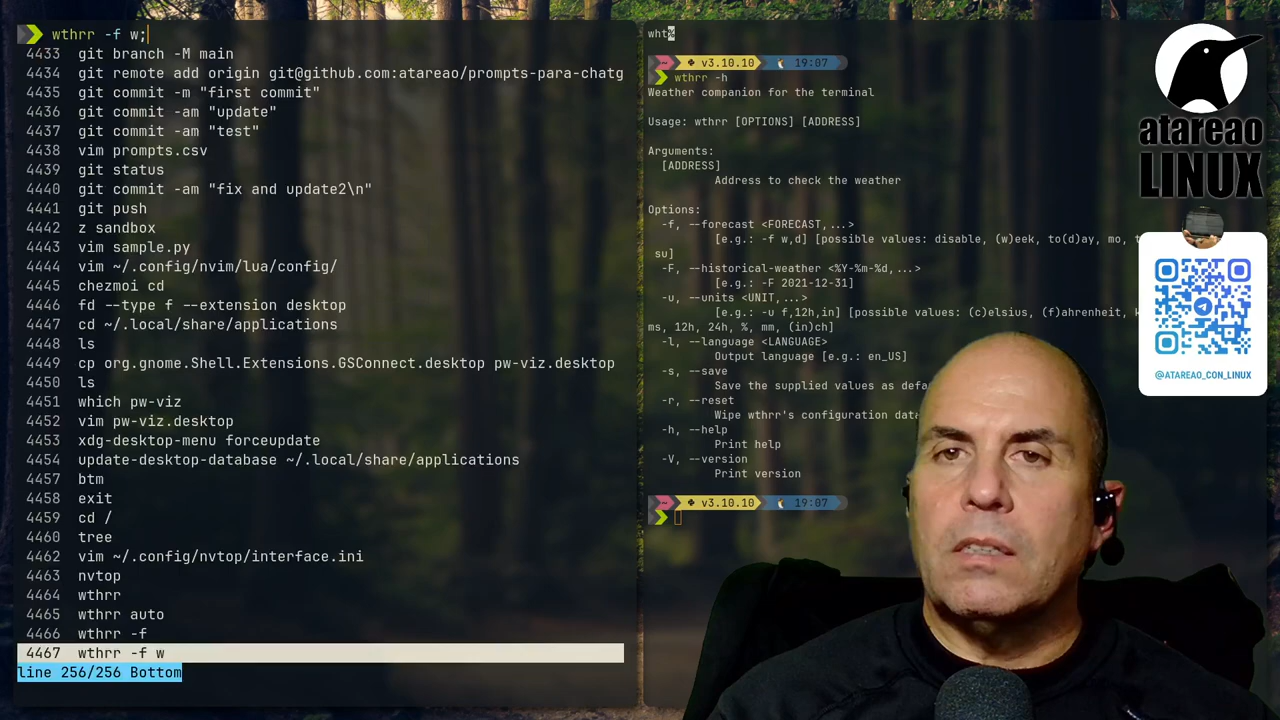 wthrr -f w;
4433 git branch -M main
4434 git remote add origin git@github.com:atareao/prompts-para-chatg
4435 git commit -m "first commit"
4436 git commit -am "update"
4437 git commit -am "test"
4438 vim prompts.csv
4439 git status
4440 git commit -am "fix and update2\n"
4441 git push
4442 z sandbox
4443 vim sample.py
4444 vim ~/.config/nvim/lua/config/
4445 chezmoi cd
4446 fd --type f --extension desktop
4447 cd ~/.local/share/applications
4448 ls
4449 cp org.gnome.Shell.Extensions.GSConnect.desktop pw-viz.desktop
4450 ls
4451 which pw-viz
4452 vim pw-viz.desktop
4453 xdg-desktop-menu forceupdate
4454 update-desktop-database ~/.local/share/applications
4457 btm
4458 exit
4459 cd /
4460 tree
4462 vim ~/.config/nvtop/interface.ini
4463 nvtop
4464 wthrr
4465 wthrr auto
4466 wthrr -f
4467 wthrr -f w
line 256/256 Bottom
wht%
~ v3.10.10 19:07
wthrr -h
Weather companion for the terminal
Usage: wthrr [OPTIONS] [ADDRESS]
Arguments:
[ADDRESS]
Address to check the weather
Options:
-f, --forecast <FORECAST,...>
[e.g.: -f w,d] [possible values: disable, (w)eek, to(d)ay, mo, t
su]
-F, --historical-weather <%Y-%m-%d,...>
[e.g.: -F 2021-12-31]
-u, --units <UNIT,...>
[e.g.: -u f,12h,in] [possible values: (c)elsius, (f)ahrenheit,
ms, 12h, 24h, %, mm, (in)ch]
-l, --language <LANGUAGE>
Output language [e.g.: en_US]
-s, --save
Save the supplied values as defa
-r, --reset
Wipe wthrr's configuration data
-h, --help
Print help
-V, --version
Print version
~ v3.10.10 19:07
atareao
LINUX
@ATAREAO_CON_LINUX